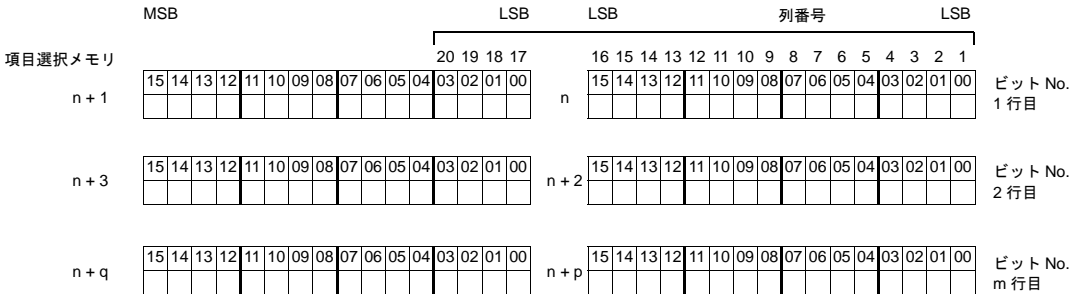 MSB LSB LSB 列番号 LSB
項目選択メモリ 20 19 18 17 16 15 14 13 12 11 10 9 8 7 6 5 4 3 2 1
n + 1 15 14 13 12 11 10 09 08 07 06 05 04 03 02 01 00 n 15 14 13 12 11 10 09 08 07 06 05 04 03 02 01 00 ビット No.
1 行目
n + 3 15 14 13 12 11 10 09 08 07 06 05 04 03 02 01 00 n + 2 15 14 13 12 11 10 09 08 07 06 05 04 03 02 01 00 ビット No.
2 行目
n + q 15 14 13 12 11 10 09 08 07 06 05 04 03 02 01 00 n + p 15 14 13 12 11 10 09 08 07 06 05 04 03 02 01 00 ビット No.
m 行目